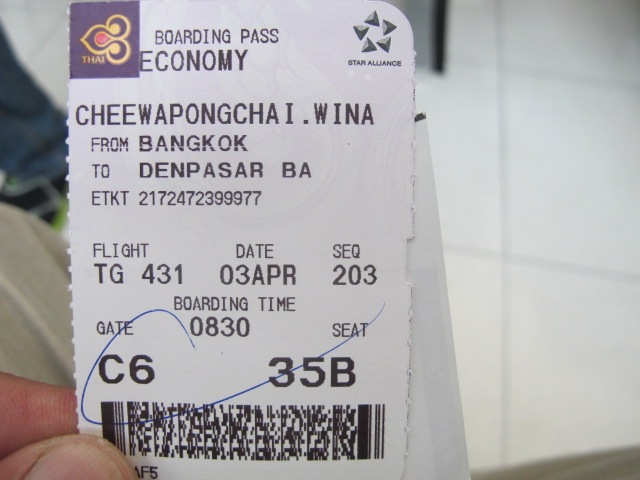 THAI
BOARDING PASS
ECONOMY
STAR ALLIANCE
CHEEWAPONGCHAI.WINA
FROM BANGKOK
TO DENPASAR BA
ETKT 2172472399977
FLIGHT DATE SEQ
TG 431 03APR 203
BOARDING TIME
GATE 0830 SEAT
C6 35B
AF5